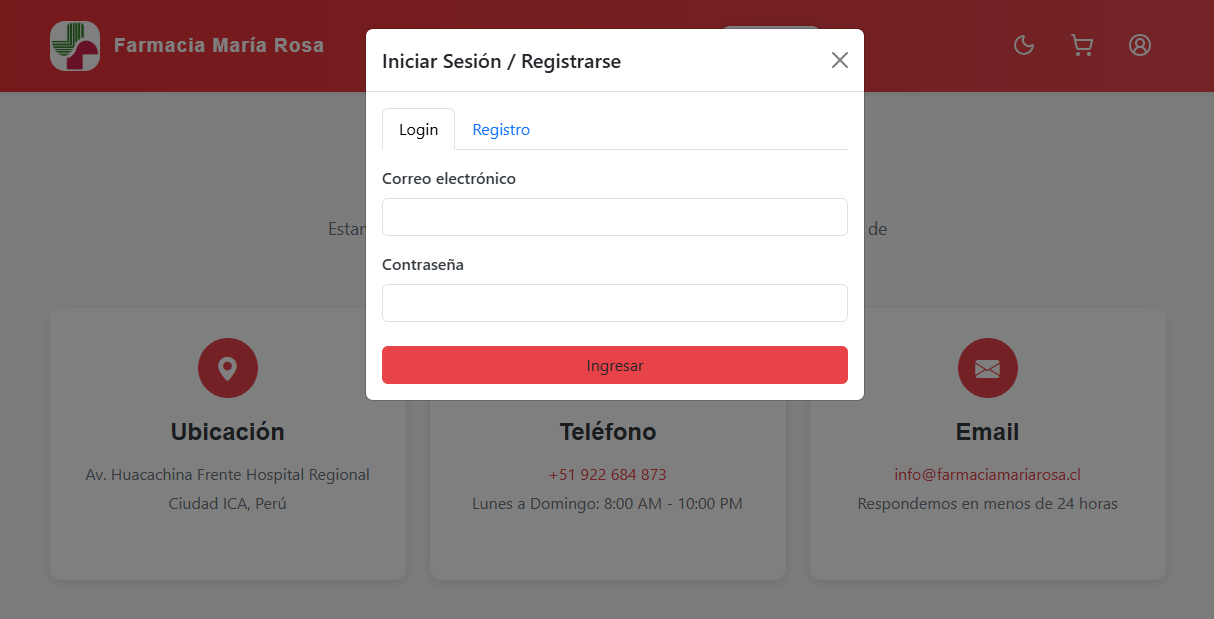 Farmacia María Rosa
Iniciar Sesión / Registrarse
Login
Registro
Correo electrónico
de
Contraseña
Ingresar
Ubicación
Av. Huacachina Frente Hospital Regional
Ciudad ICA, Perú
Teléfono
+51 922 684 873
Lunes a Domingo: 8:00 AM - 10:00 PM
Email
info@farmaciamariarosa.cl
Respondemos en menos de 24 horas